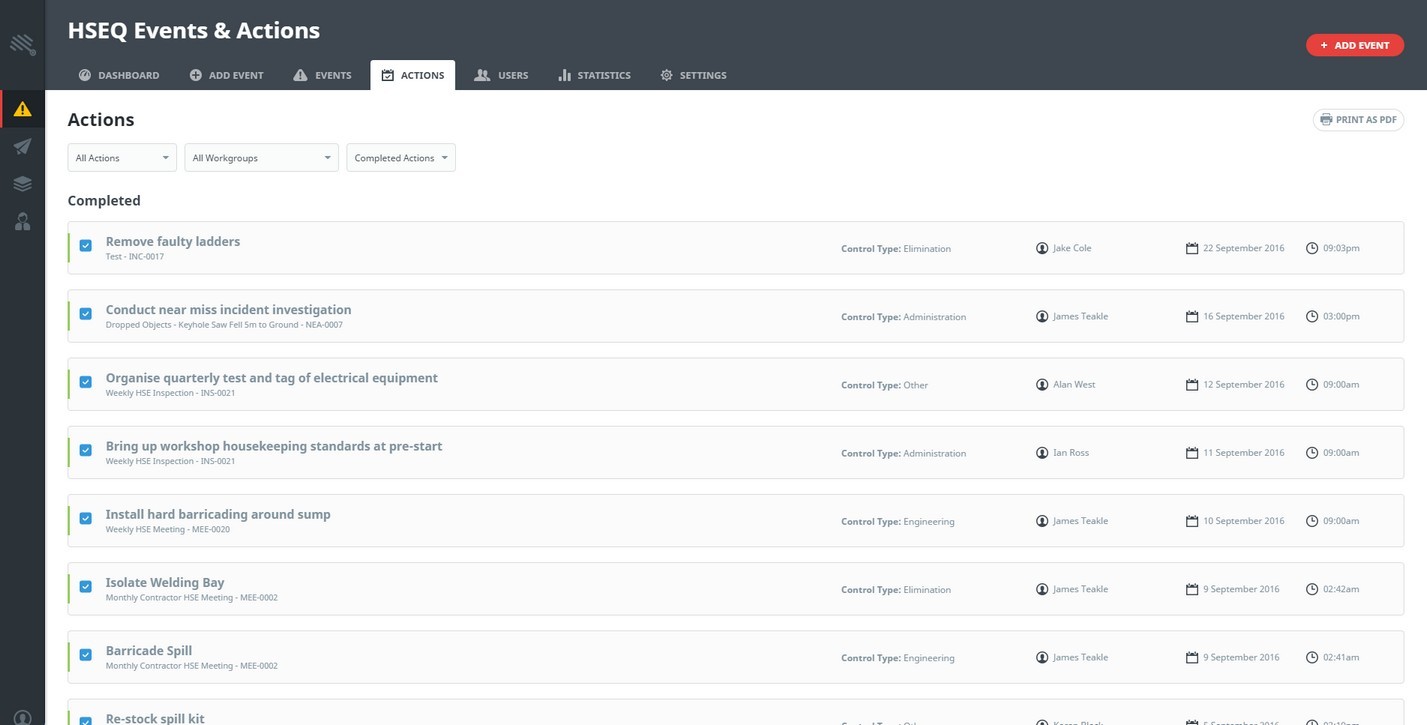 HSEQ Events & Actions
+ ADD EVENT
DASHBOARD ADD EVENT EVENTS ACTIONS USERS STATISTICS SETTINGS
Actions
PRINT AS PDF
All Actions All Workgroups Completed Actions
Completed
Remove faulty ladders
Test - INC-0017
Control Type: Elimination Jake Cole 22 September 2016 09:03pm
Conduct near miss incident investigation
Dropped Objects - Keyhole Saw Fell 5m to Ground - NEA-0007
Control Type: Administration James Teakle 16 September 2016 03:00pm
Organise quarterly test and tag of electrical equipment
Weekly HSE Inspection - INS-0021
Control Type: Other Alan West 12 September 2016 09:00am
Bring up workshop housekeeping standards at pre-start
Weekly HSE Inspection - INS-0021
Control Type: Administration Ian Ross 11 September 2016 09:00am
Install hard barricading around sump
Weekly HSE Meeting - MEE-0020
Control Type: Engineering James Teakle 10 September 2016 09:00am
Isolate Welding Bay
Monthly Contractor HSE Meeting - MEE-0002
Control Type: Elimination James Teakle 9 September 2016 02:42am
Barricade Spill
Monthly Contractor HSE Meeting - MEE-0002
Control Type: Engineering James Teakle 9 September 2016 02:41am
Re-stock spill kit